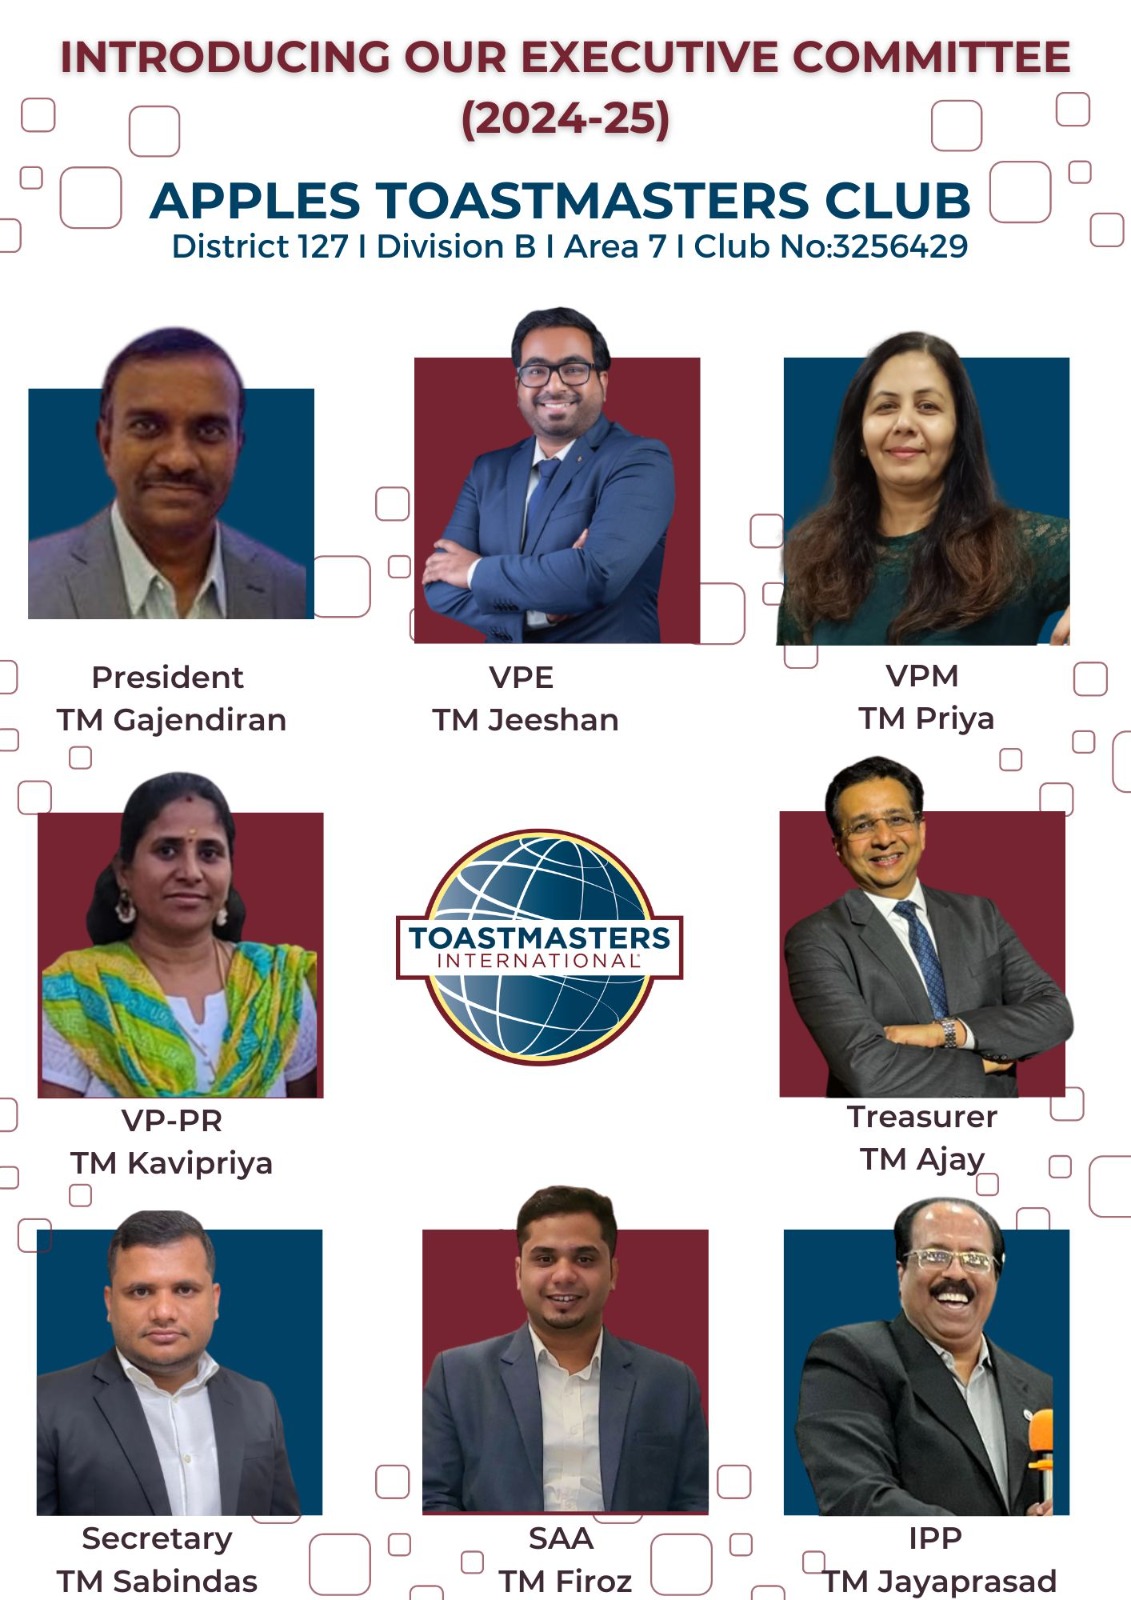 INTRODUCING OUR EXECUTIVE COMMITTEE
(2024-25)
APPLES TOASTMASTERS CLUB
District 127 I Division B I Area 7 I Club No:3256429
President
TM Gajendiran
VPE
TM Jeeshan
VPM
TM Priya
VP-PR
TM Kavipriya
TOASTMASTERS
INTERNATIONAL
Treasurer
TM Ajay
Secretary
TM Sabindas
SAA
TM Firoz
IPP
TM Jayaprasad